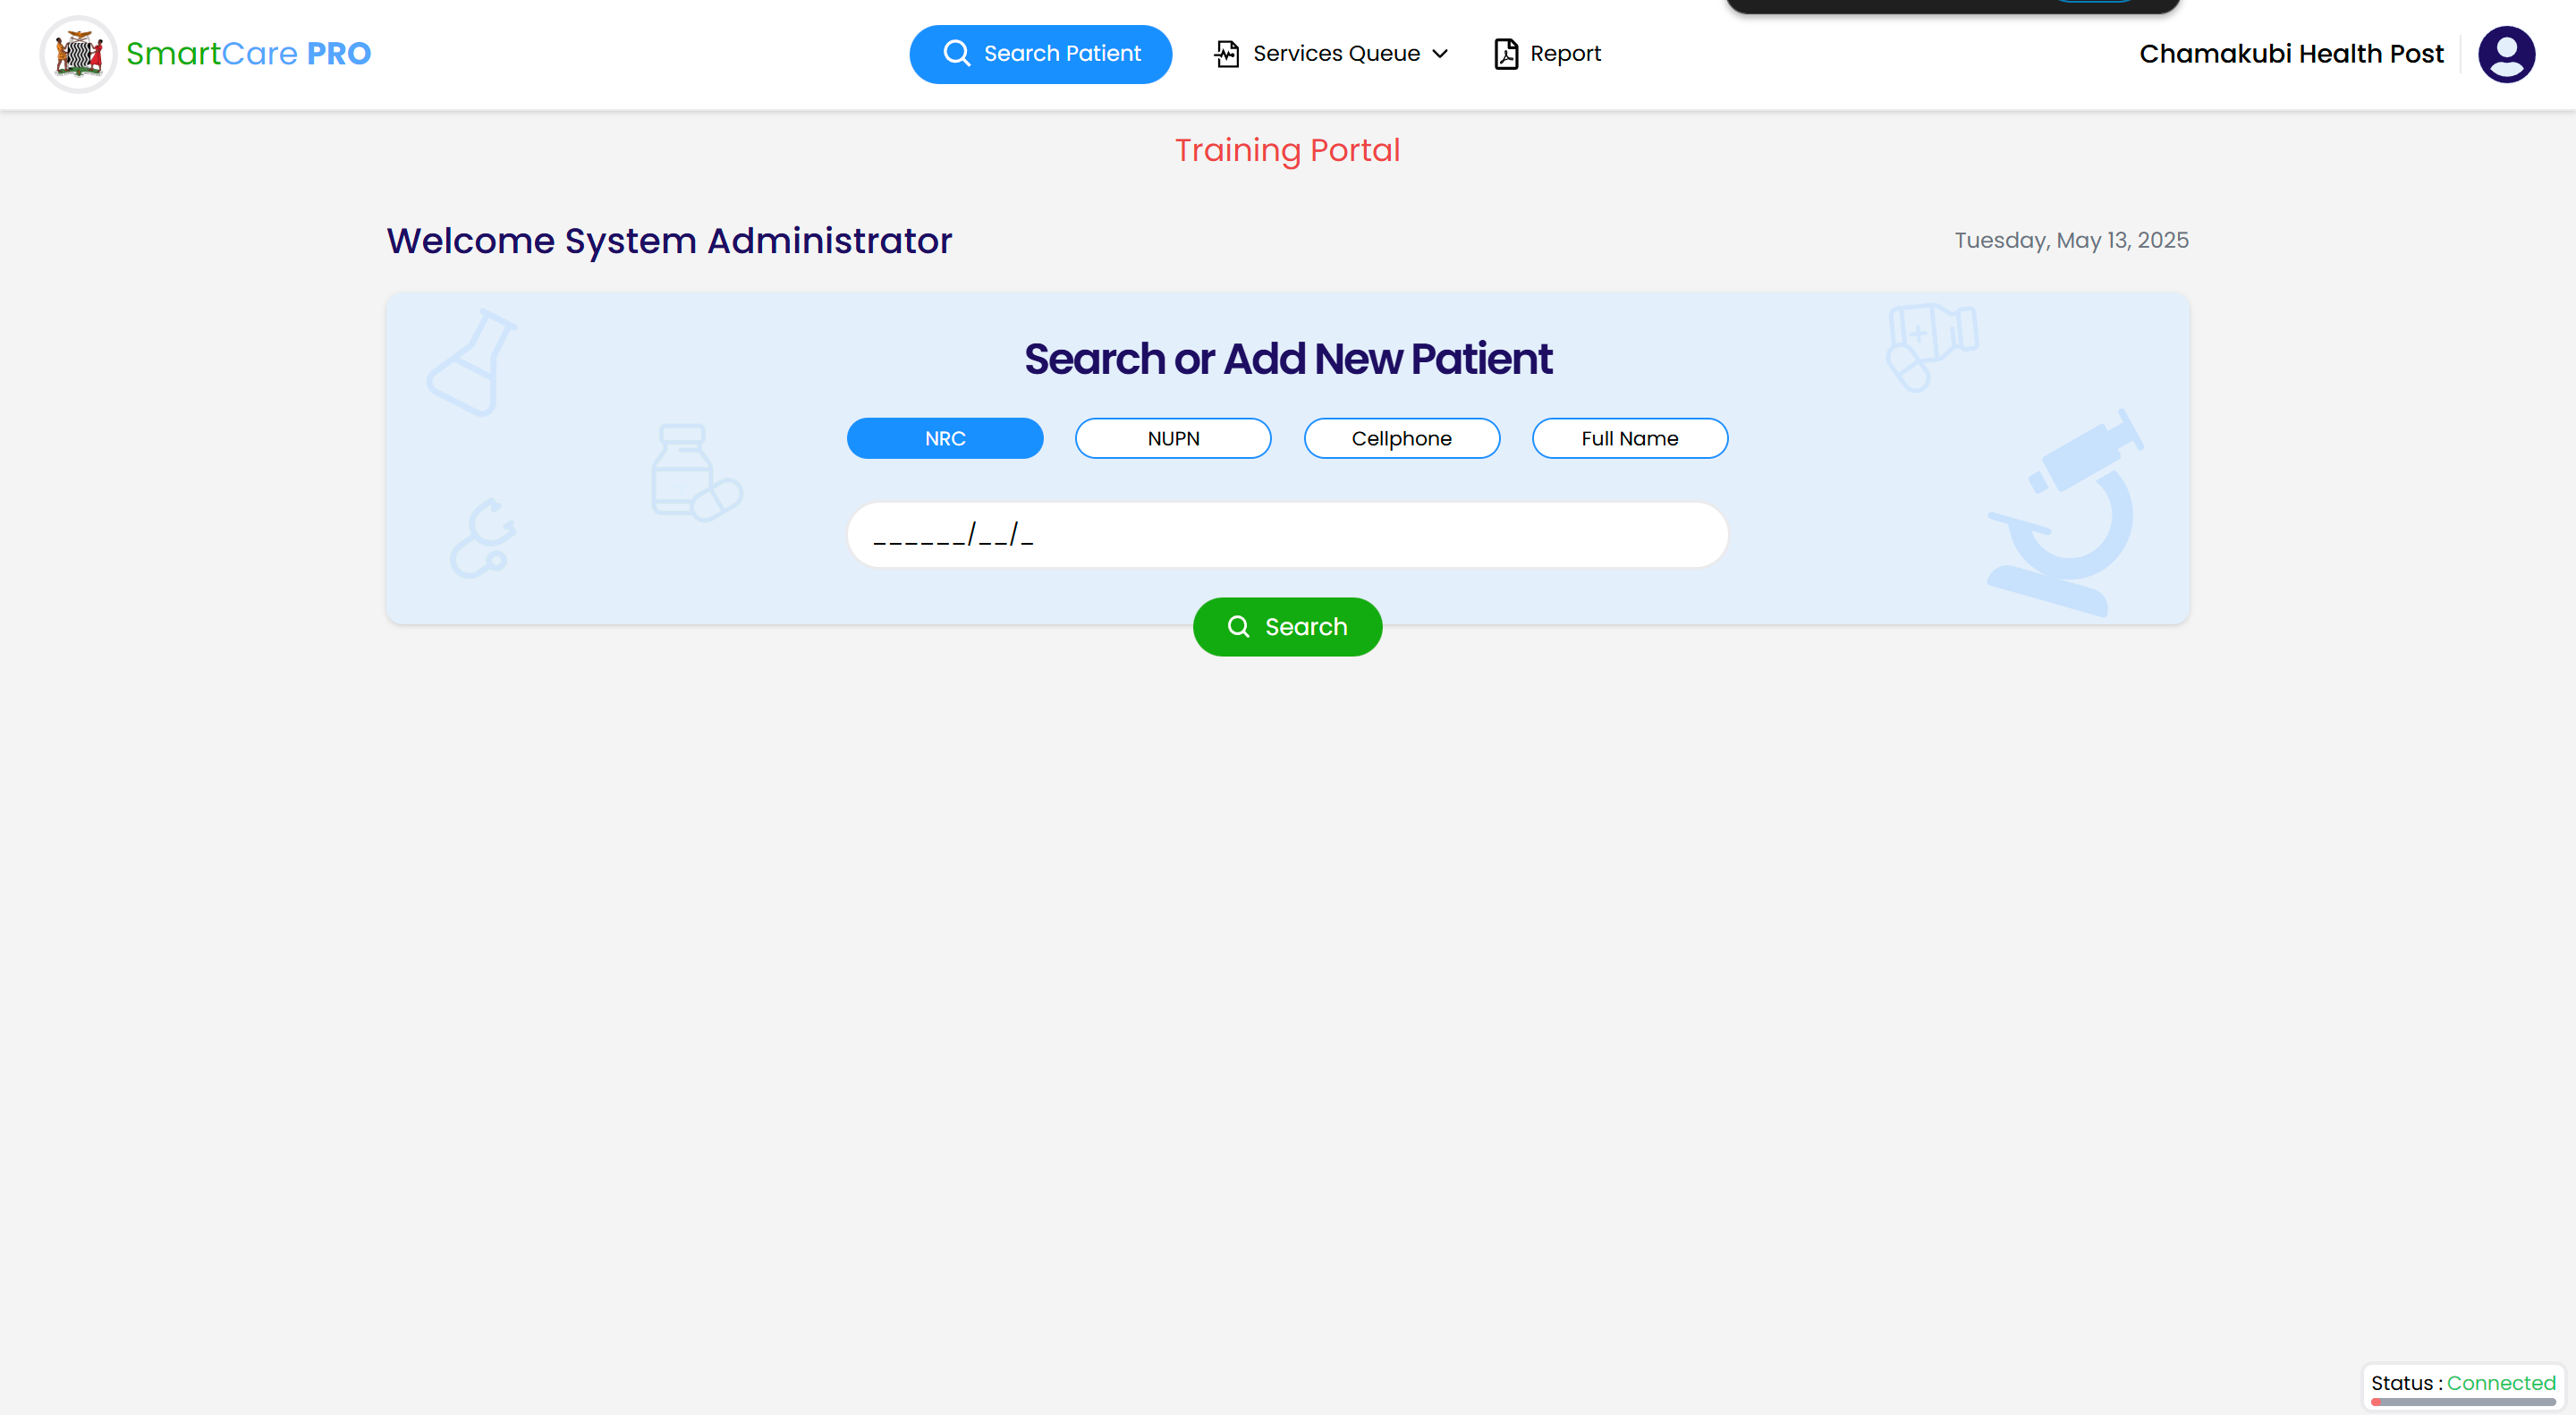 SmartCare PRO
Search Patient
Services Queue
Report
Chamakubi Health Post
Training Portal
Welcome System Administrator
Tuesday, May 13, 2025
Search or Add New Patient
NRC
NUPN
Cellphone
Full Name
______/__/_
Search
Status : Connected